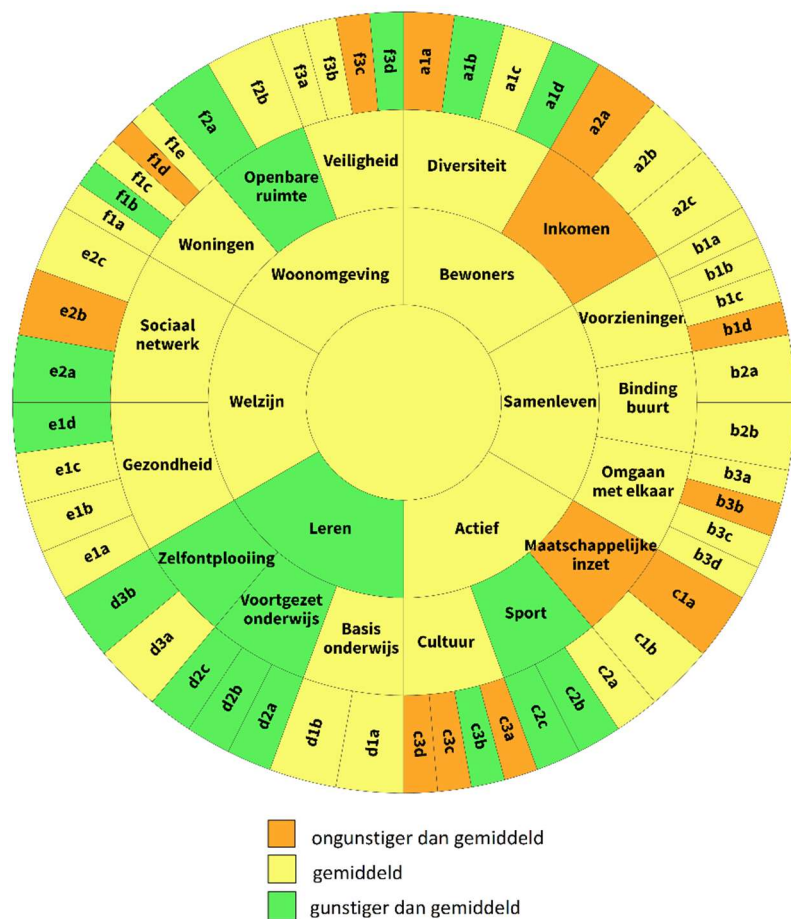 a1a
a1b
a1c
a1d
a2a
a2b
a2c
b1a
b1b
b1c
b1d
b2a
b2b
b3a
b3b
b3c
b3d
c1a
c1b
c2a
c2b
c2c
c3a
c3b
c3c
c3d
d1a
d1b
d2a
d2b
d2c
d3a
d3b
e1a
e1b
e1c
e1d
e2a
e2b
e2c
f1a
f1b
f1c
f1d
f1e
f2a
f2b
f3a
f3b
f3c
f3d
Diversiteit
Inkomen
Voorzieningen
Binding
buurt
Omgaan
met elkaar
Maatschappelijke
inzet
Sport
Cultuur
Basis
onderwijs
Voortgezet
onderwijs
Zelfontplooiing
Gezondheid
Sociaal
netwerk
Woningen
Openbare
ruimte
Veiligheid
Bewoners
Samenleven
Actief
Leren
Welzijn
Woonomgeving
ongunstiger dan gemiddeld
gemiddeld
gunstiger dan gemiddeld